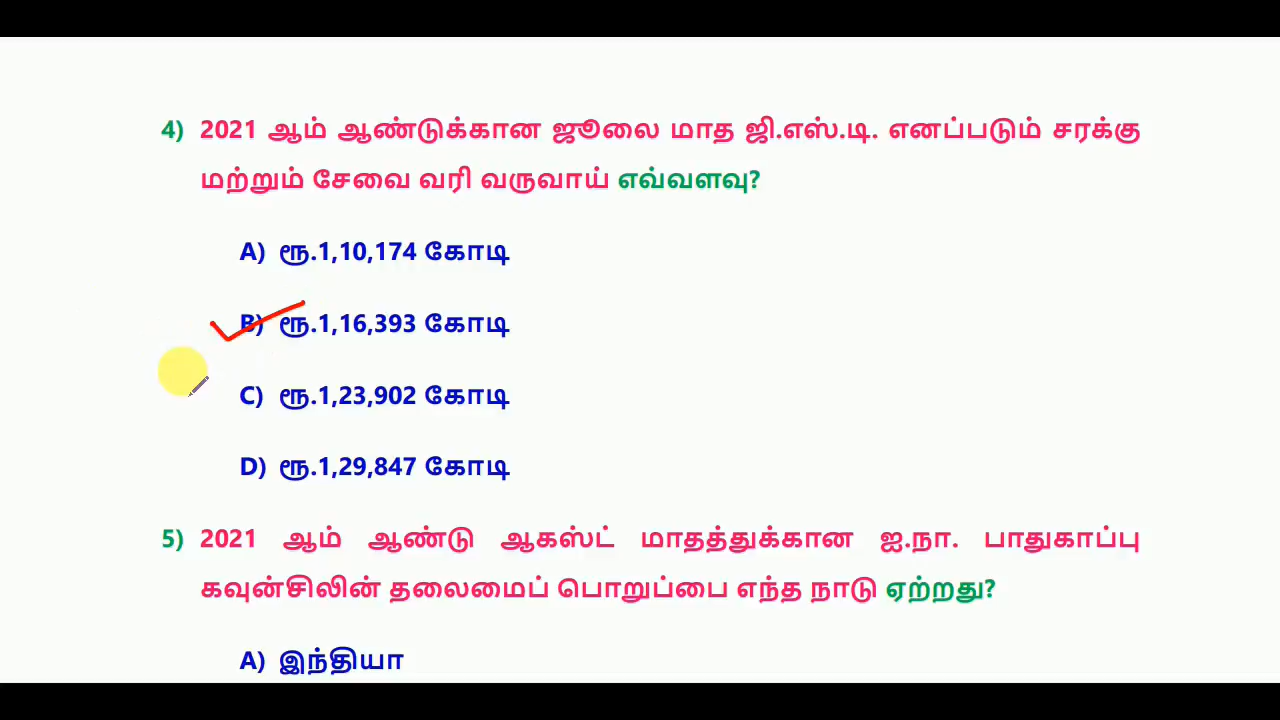 4) 2021 ஆம் ஆண்டுக்கான ஜூலை மாத ஜி.எஸ்.டி. எனப்படும் சரக்கு
மற்றும் சேவை வரி வருவாய் எவ்வளவு?
A) ரூ.1,10,174 கோடி
B) ரூ.1,16,393 கோடி
C) ரூ.1,23,902 கோடி
D) ரூ.1,29,847 கோடி
5) 2021 ஆம் ஆண்டு ஆகஸ்ட் மாதத்துக்கான ஐ.நா. பாதுகாப்பு
கவுன்சிலின் தலைமைப் பொறுப்பை எந்த நாடு ஏற்றது?
A) இந்தியா